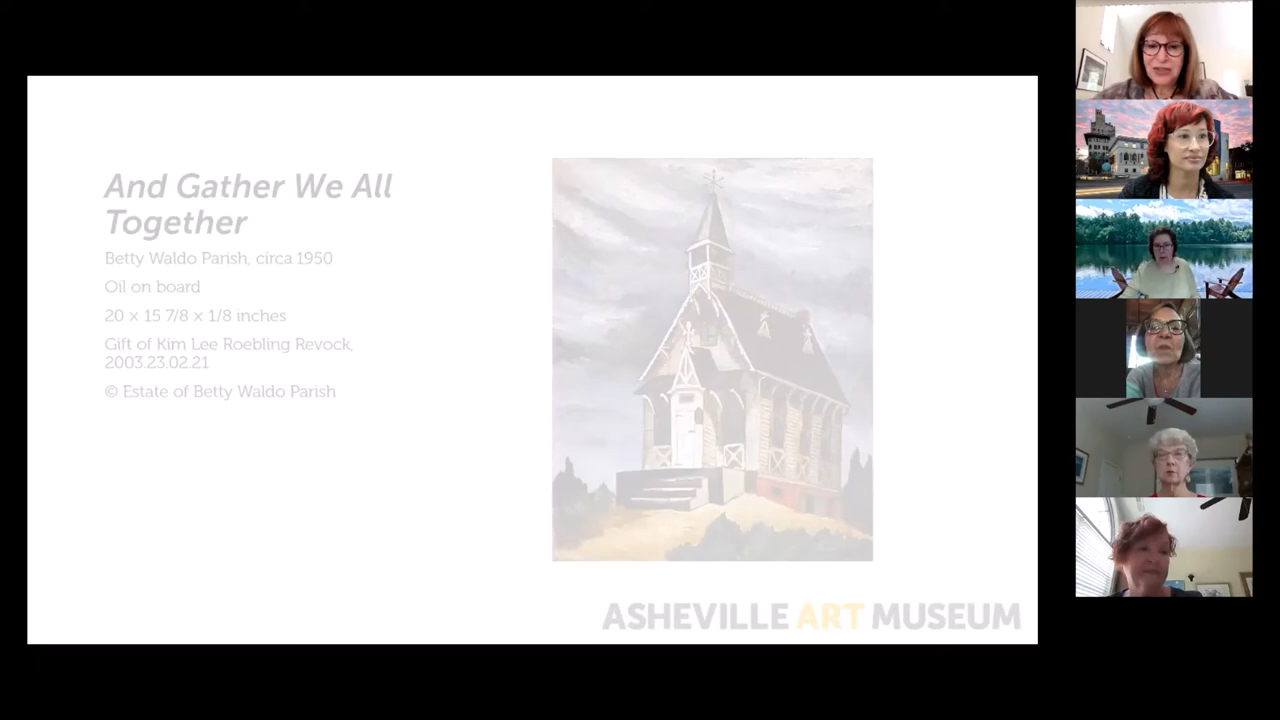 And Gather We All
Together
Betty Waldo Parish, circa 1950
Oil on board
20 × 15 7/8 × 1/8 inches
Gift of Kim Lee Roebling Revock,
2003.23.02.21
© Estate of Betty Waldo Parish
ASHEVILLE ART MUSEUM